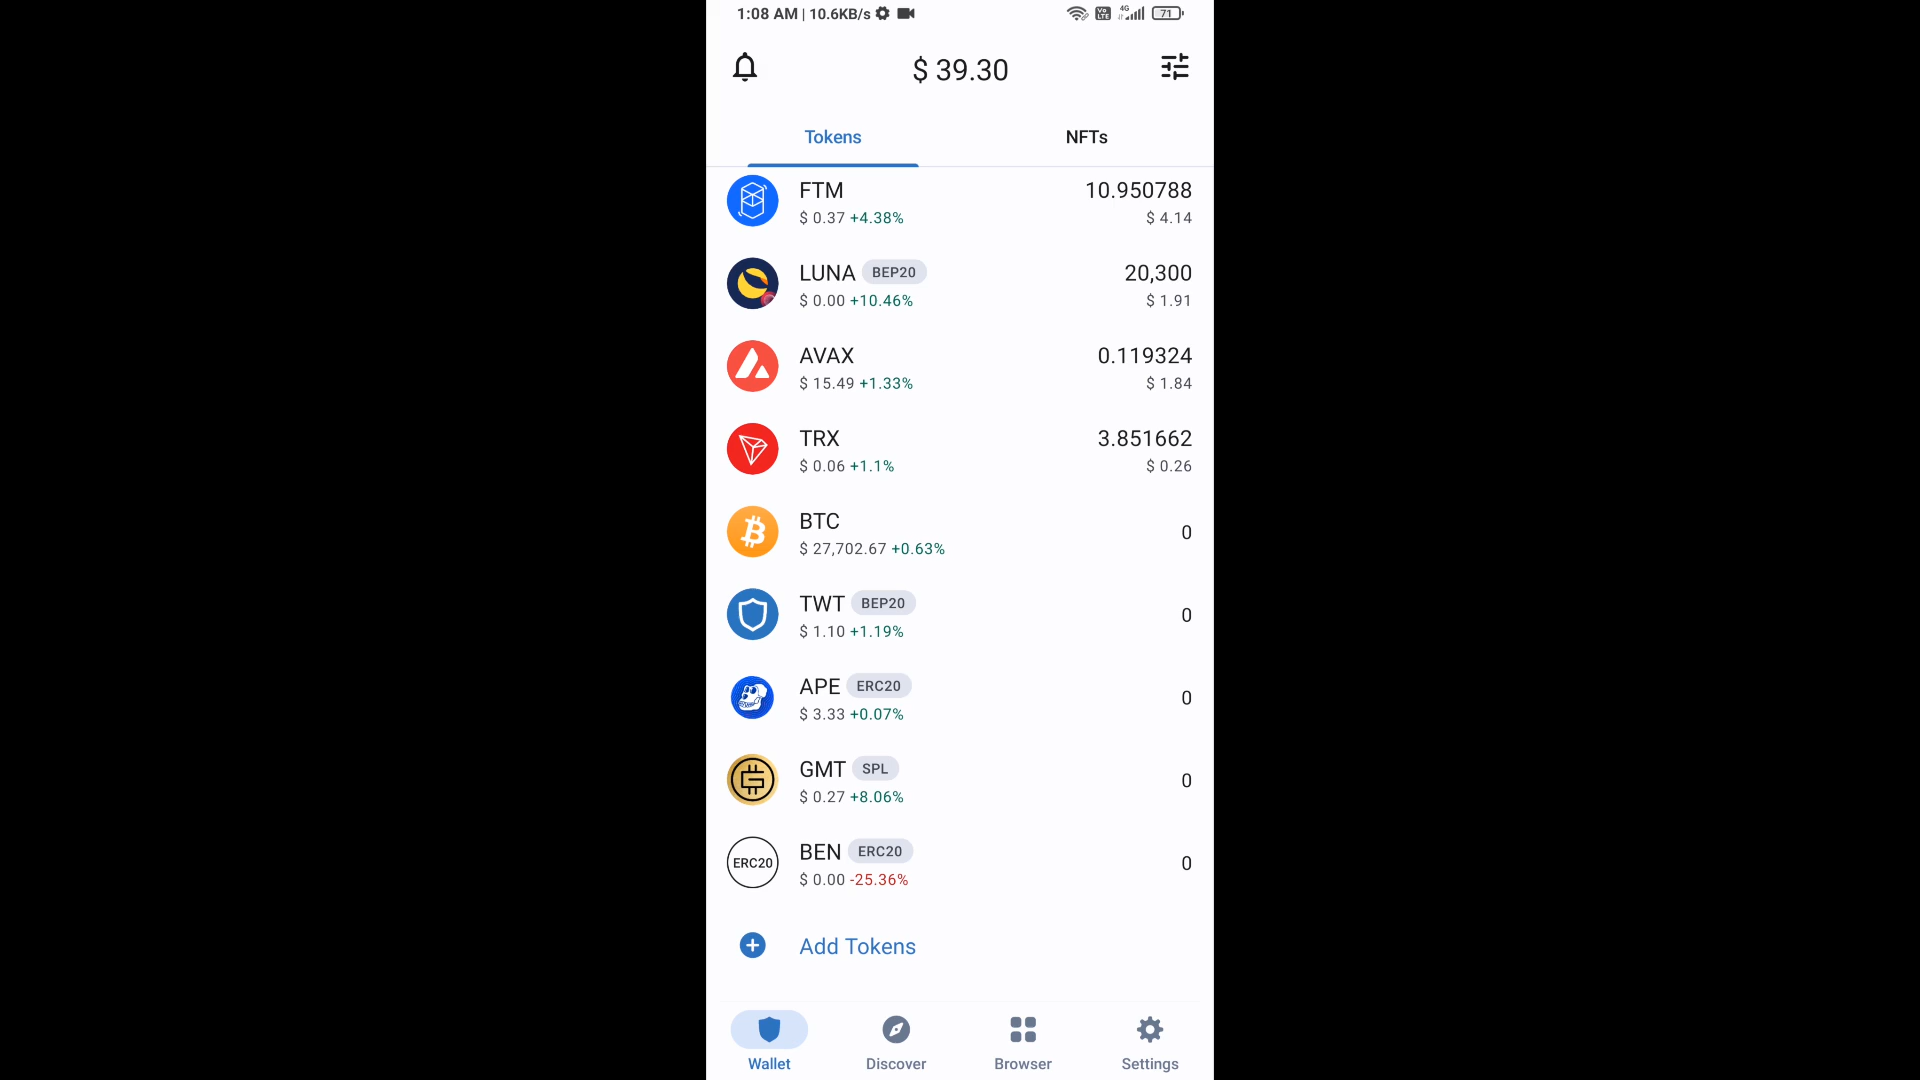 1:08 AM | 10.6KB/s
Vo LTE 4G 71
$ 39.30
Tokens NFTs
FTM 10.950788
$ 0.37 +4.38% $ 4.14
LUNA BEP20 20,300
$ 0.00 +10.46% $ 1.91
AVAX 0.119324
$ 15.49 +1.33% $ 1.84
TRX 3.851662
$ 0.06 +1.1% $ 0.26
BTC 0
$ 27,702.67 +0.63%
TWT BEP20 0
$ 1.10 +1.19%
APE ERC20 0
$ 3.33 +0.07%
GMT SPL 0
$ 0.27 +8.06%
ERC20 BEN ERC20 0
$ 0.00 -25.36%
Add Tokens
Wallet Discover Browser Settings